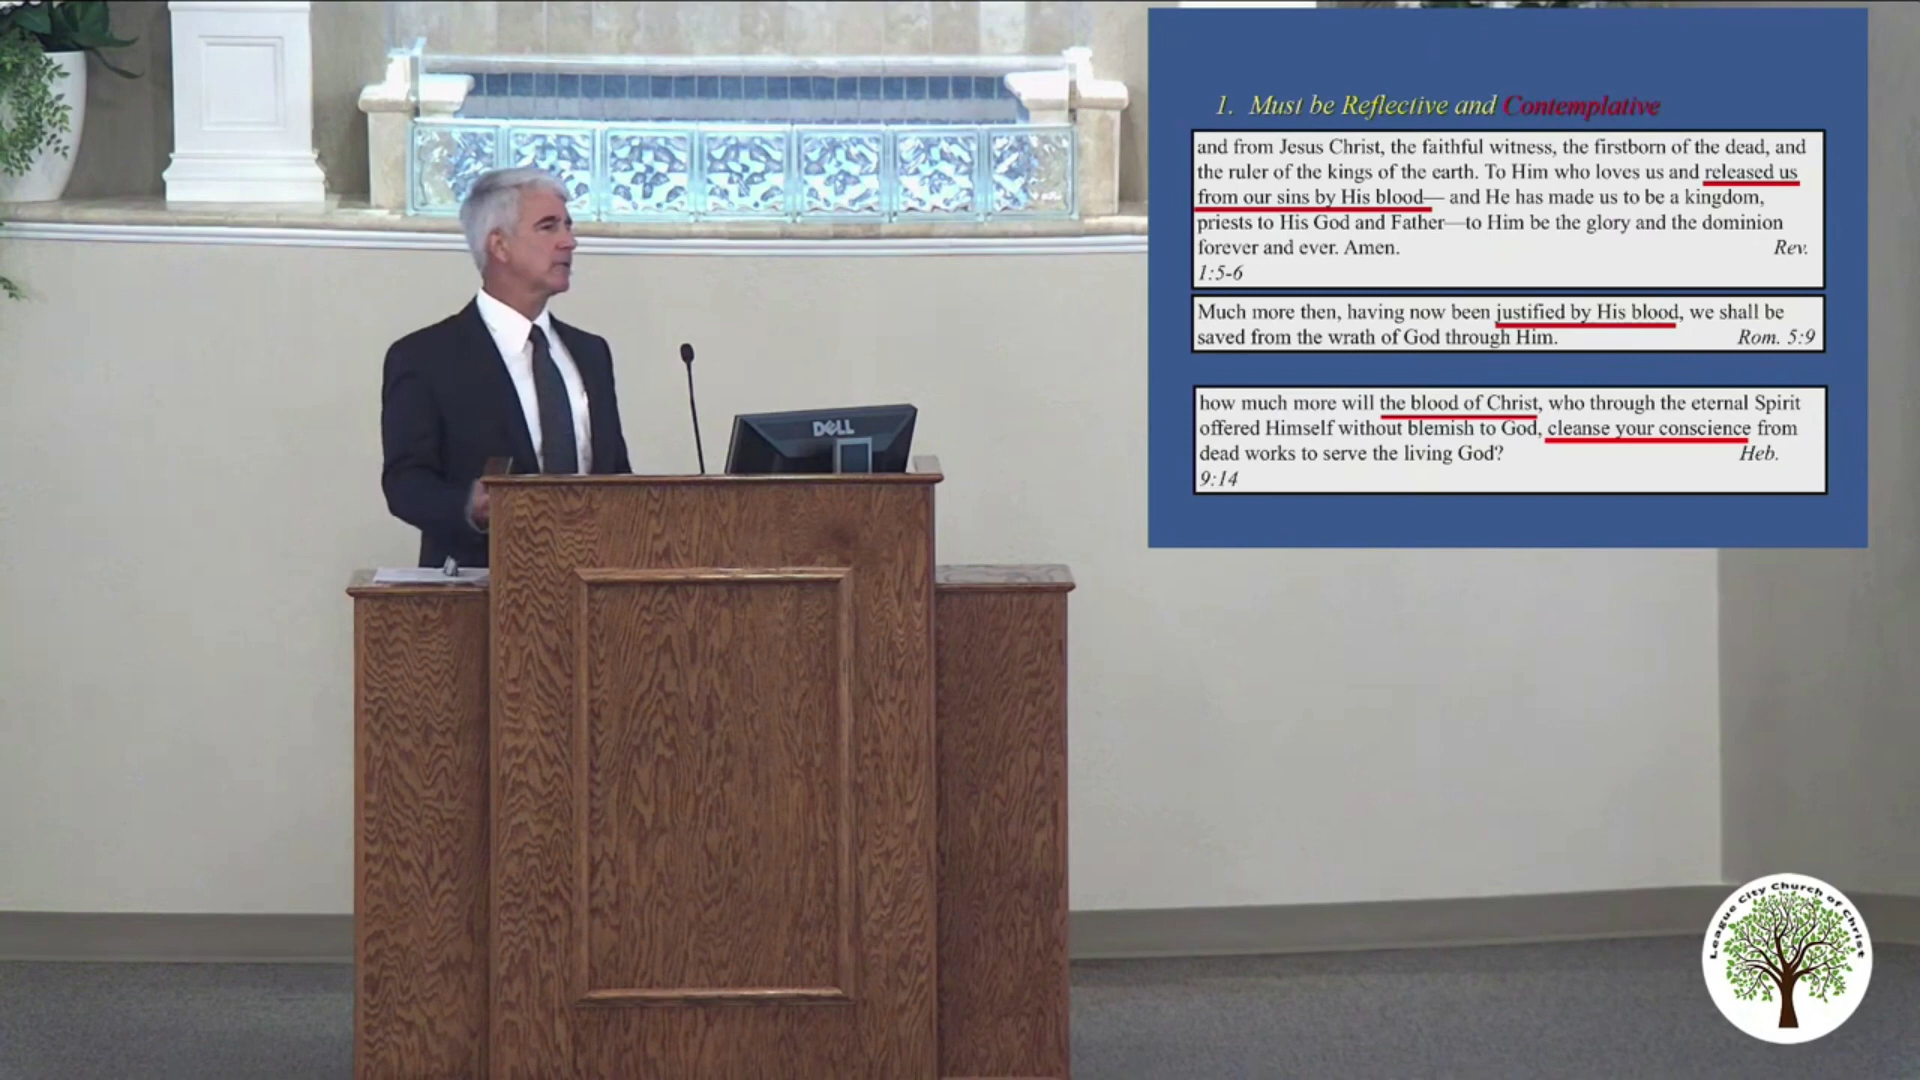 1. Must be Reflective and Contemplative
and from Jesus Christ, the faithful witness, the firstborn of the dead, and
the ruler of the kings of the earth. To Him who loves us and released us
from our sins by His blood— and He has made us to be a kingdom,
priests to His God and Father—to Him be the glory and the dominion
forever and ever. Amen. Rev.
1:5-6
Much more then, having now been justified by His blood, we shall be
saved from the wrath of God through Him. Rom. 5:9
how much more will the blood of Christ, who through the eternal Spirit
offered Himself without blemish to God, cleanse your conscience from
dead works to serve the living God? Heb.
9:14
DELL
League City Church of Christ